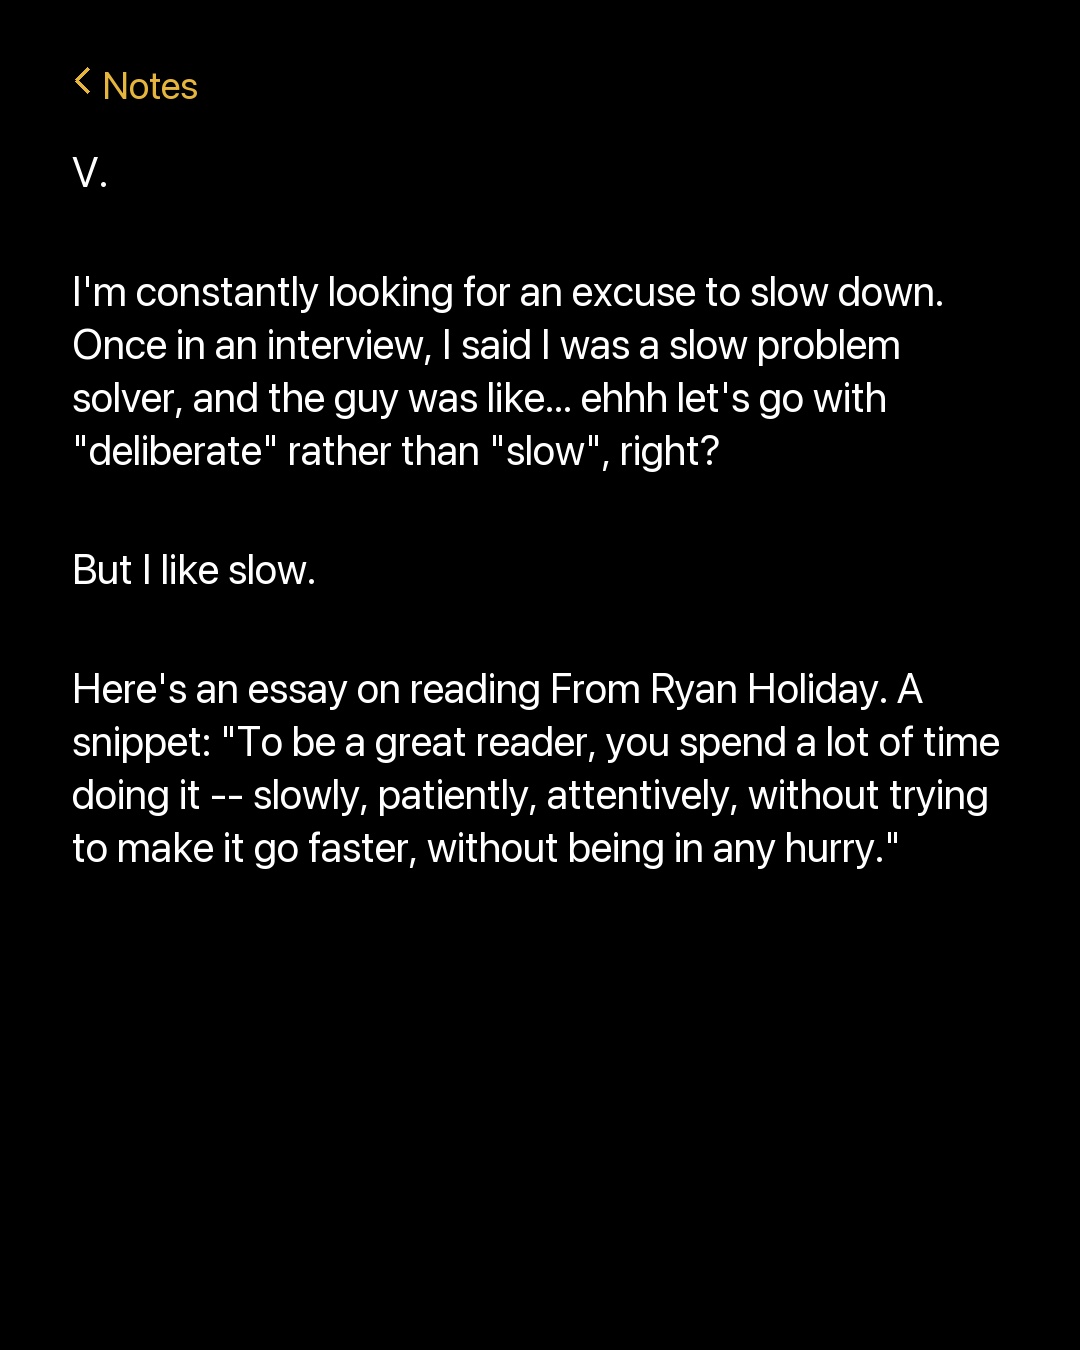 Notes
V.
I'm constantly looking for an excuse to slow down.
Once in an interview, I said I was a slow problem
solver, and the guy was like... ehhh let's go with
"deliberate" rather than "slow", right?
But I like slow.
Here's an essay on reading From Ryan Holiday. A
snippet: "To be a great reader, you spend a lot of time
doing it -- slowly, patiently, attentively, without trying
to make it go faster, without being in any hurry."